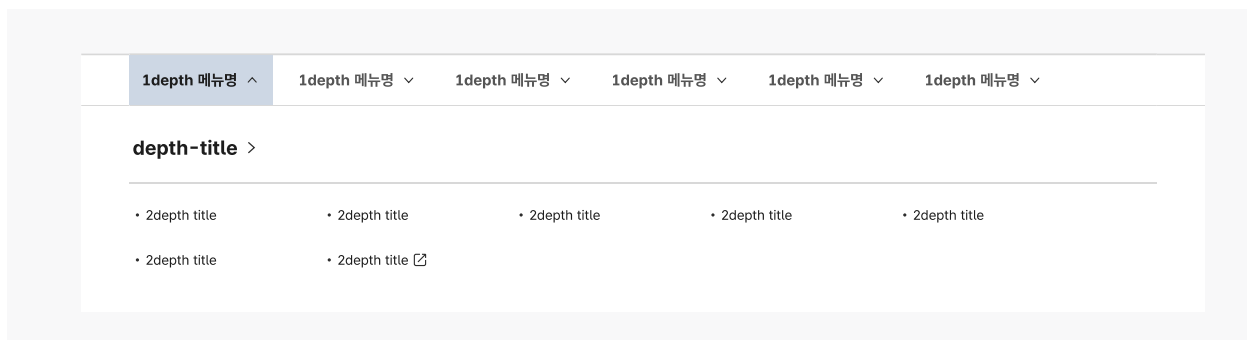 1depth 메뉴명 1depth 메뉴명 1depth 메뉴명 1depth 메뉴명 1depth 메뉴명 1depth 메뉴명
depth-title
• 2depth title • 2depth title • 2depth title • 2depth title • 2depth title
• 2depth title • 2depth title